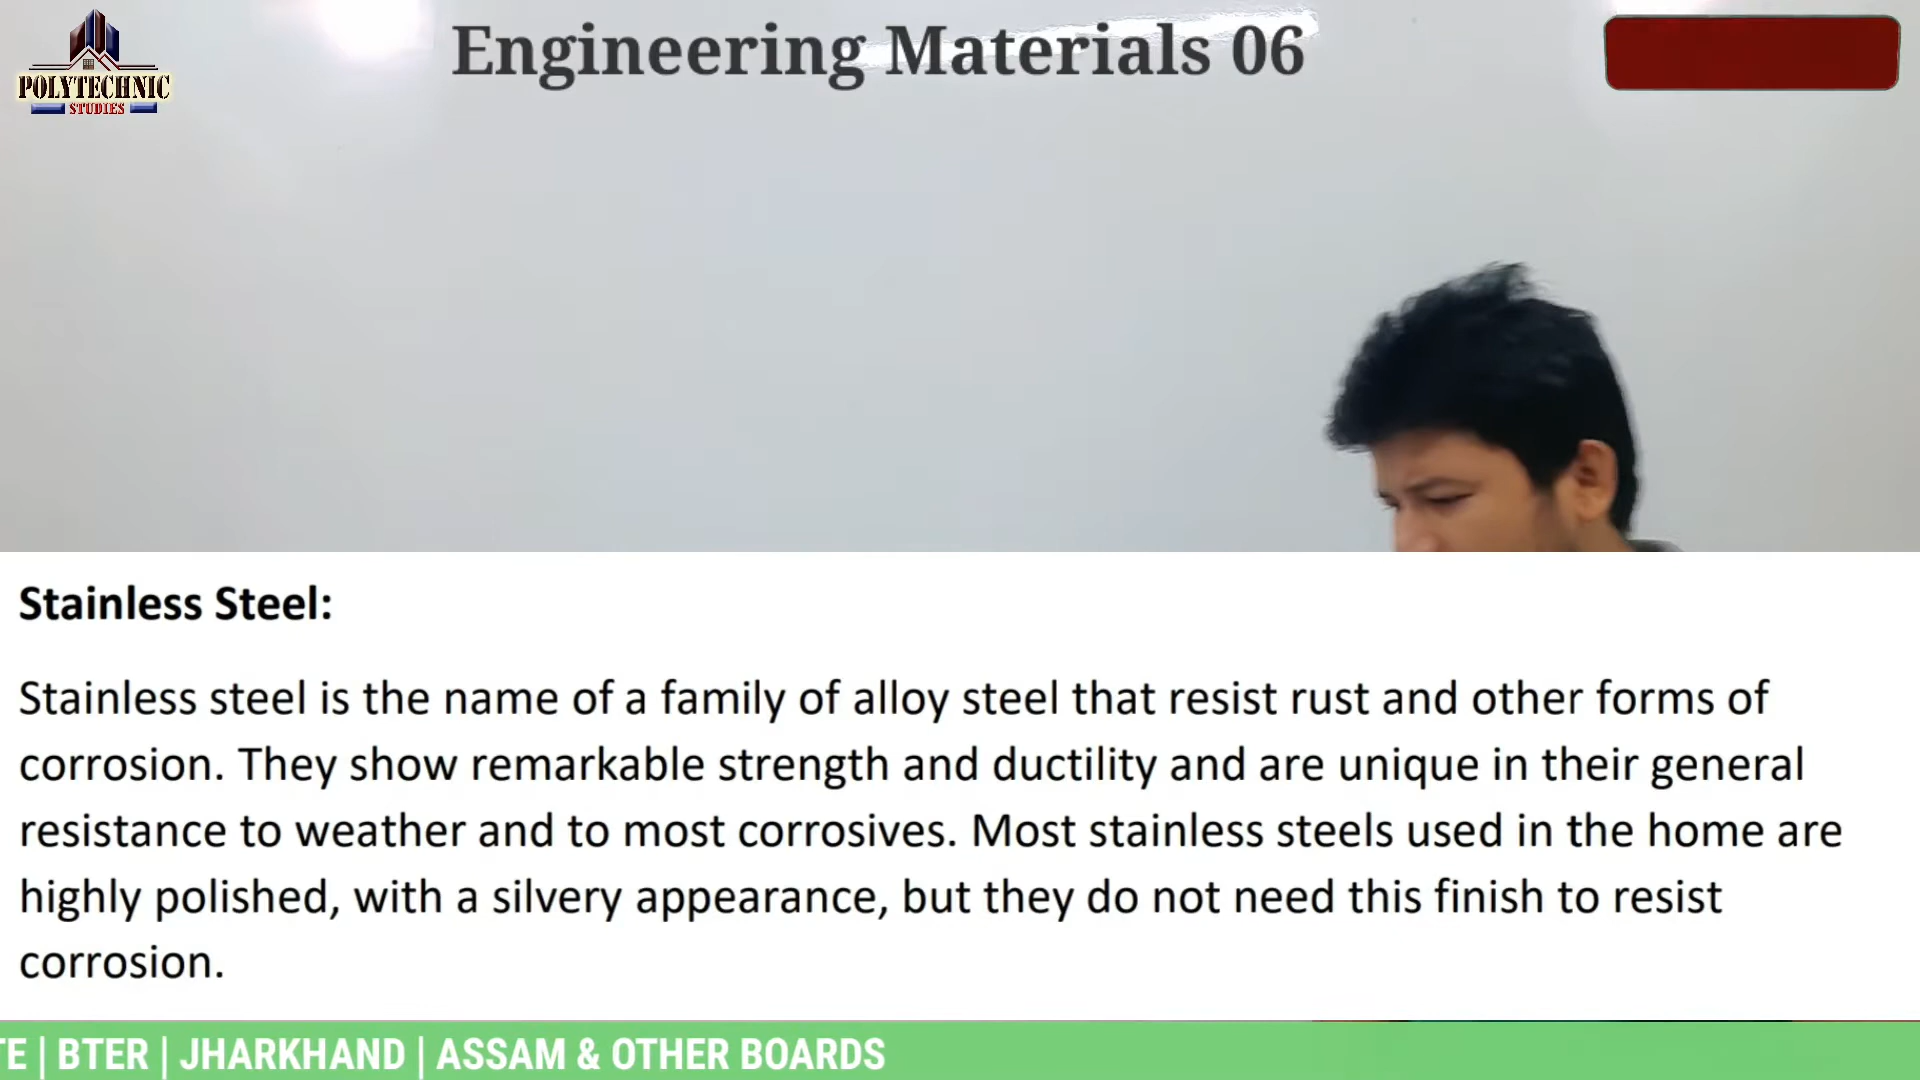 POLYTECHNIC
STUDIES
Engineering Materials 06
Stainless Steel:
Stainless steel is the name of a family of alloy steel that resist rust and other forms of
corrosion. They show remarkable strength and ductility and are unique in their general
resistance to weather and to most corrosives. Most stainless steels used in the home are
highly polished, with a silvery appearance, but they do not need this finish to resist
corrosion.
TE | BTER | JHARKHAND | ASSAM & OTHER BOARDS